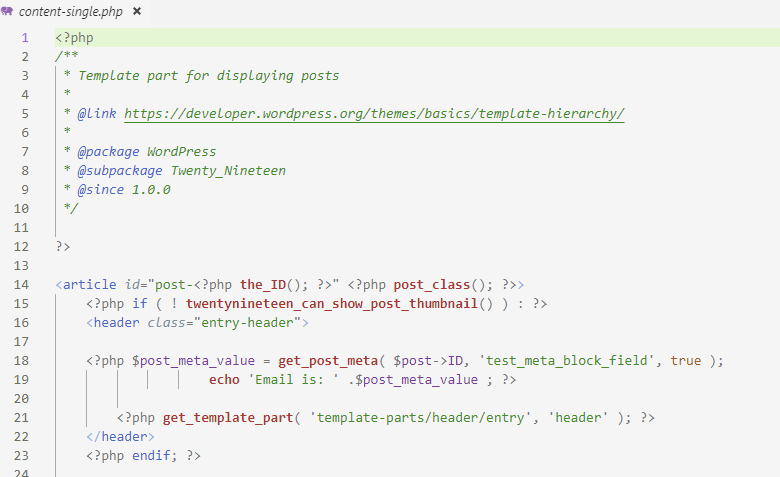 content-single.php ×
1 <?php
2 /**
3  * Template part for displaying posts
4  *
5  * @link https://developer.wordpress.org/themes/basics/template-hierarchy/
6  *
7  * @package WordPress
8  * @subpackage Twenty_Nineteen
9  * @since 1.0.0
10  */
11
12 ?>
13
14 <article id="post-<?php the_ID(); ?>" <?php post_class(); ?>>
15     <?php if ( ! twentynineteen_can_show_post_thumbnail() ) : ?>
16     <header class="entry-header">
17
18     <?php $post_meta_value = get_post_meta( $post->ID, 'test_meta_block_field', true );
19                     echo 'Email is: ' .$post_meta_value ; ?>
20
21         <?php get_template_part( 'template-parts/header/entry', 'header' ); ?>
22     </header>
23     <?php endif; ?>
24